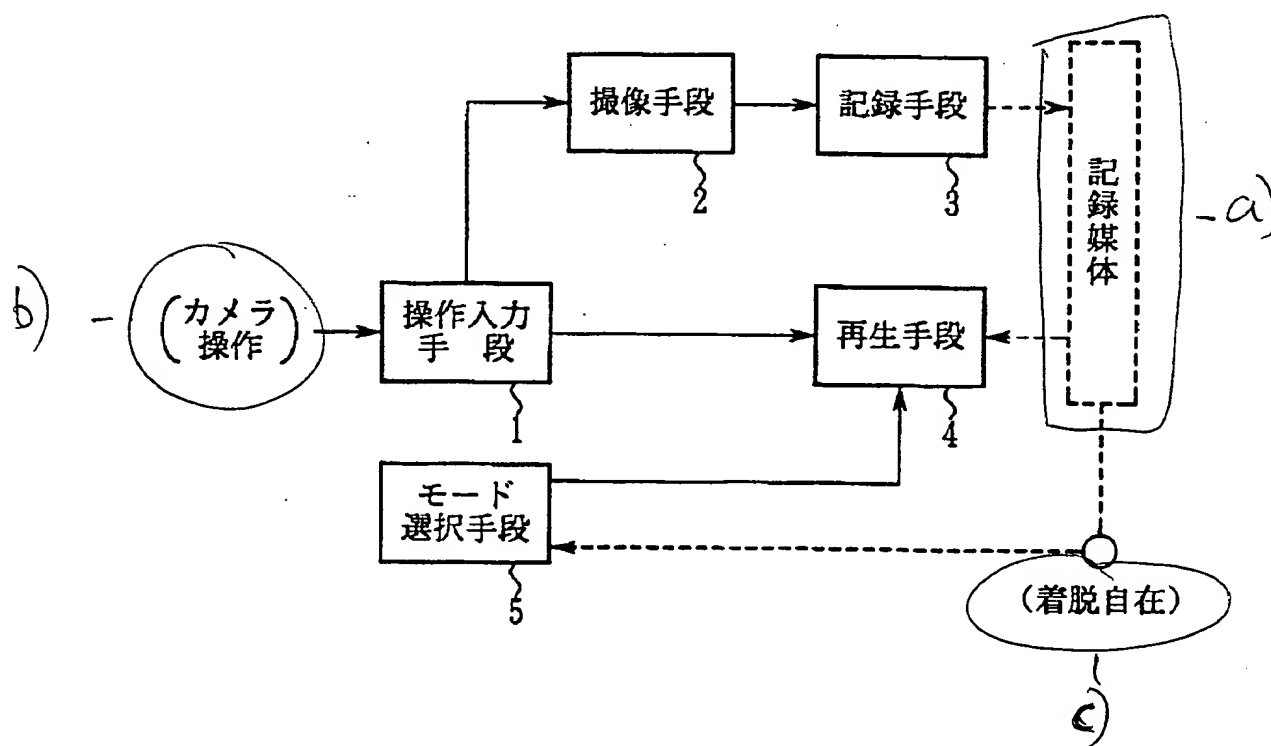 撮像手段
2
記録手段
3
記録媒体
a)
b)
(カメラ
操作)
操作入力
手 段
1
再生手段
4
モード
選択手段
5
(着脱自在)
c)